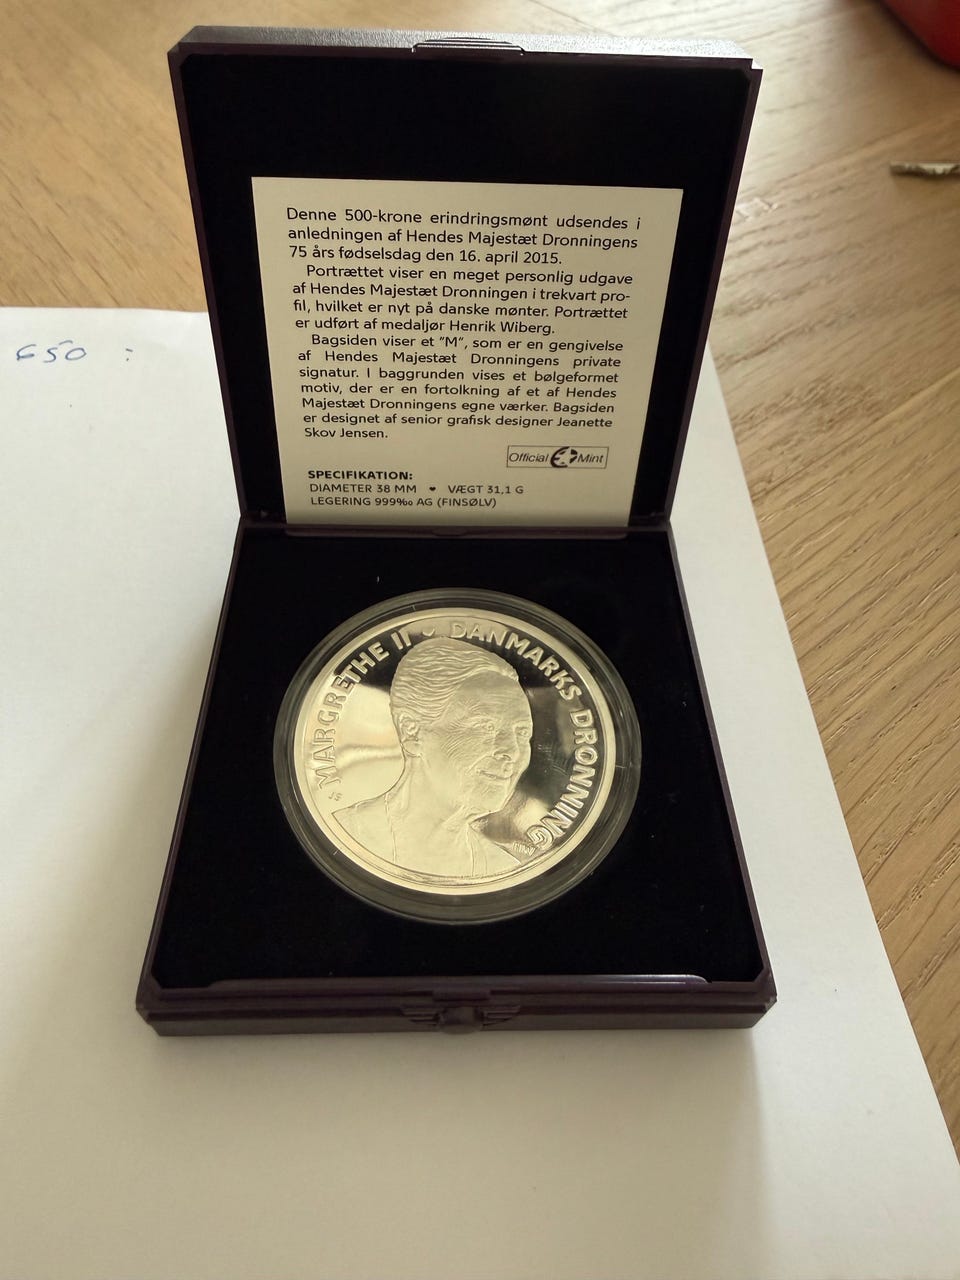 Denne 500-krone erindringsmønt udsendes i
anledningen af Hendes Majestæt Dronningens
75 års fødselsdag den 16. april 2015.
Portrættet viser en meget personlig udgave
af Hendes Majestæt Dronningen i trekvart pro-
fil, hvilket er nyt på danske mønter. Portrættet
er udført af medaljør Henrik Wiberg.
Bagsiden viser et "M", som er en gengivelse
af Hendes Majestæt Dronningens private
signatur. I baggrunden vises et bølgeformet
motiv, der er en fortolkning af et af Hendes
Majestæt Dronningens egne værker. Bagsiden
er designet af senior grafisk designer Jeanette
Skov Jensen.
Official Mint
SPECIFIKATION:
DIAMETER 38 MM ♥ VÆGT 31,1 G
LEGERING 999‰ AG (FINSØLV)
650 :
MARGRETHE II DANMARKS DRONNING